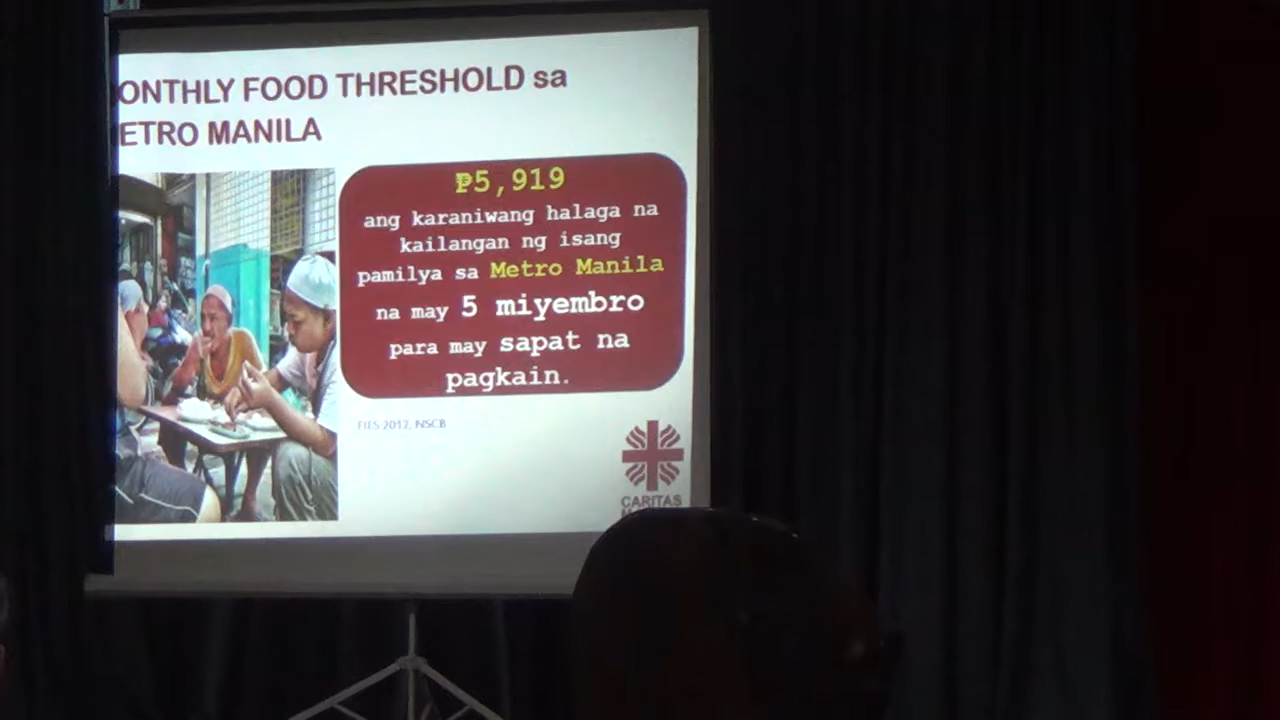 ONTHLY FOOD THRESHOLD sa
ETRO MANILA
₱5,919
ang karaniwang halaga na
kailangan ng isang
pamilya sa Metro Manila
na may 5 miyembro
para may sapat na
pagkain.
FIES 2012, NSCB
CARITAS